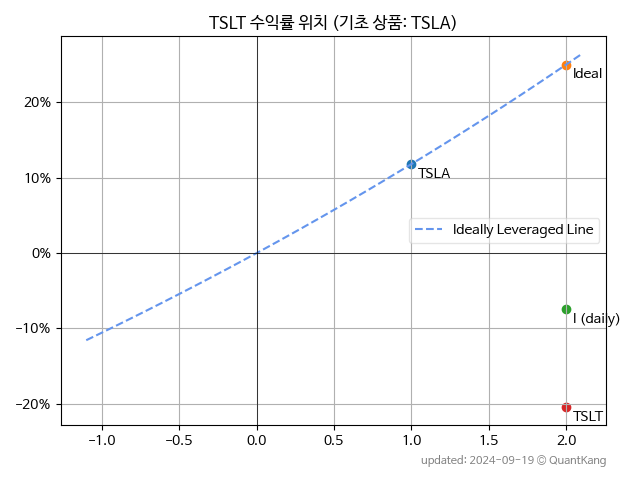 TSLT 수익률 위치 (기초 상품: TSLA)
Ideal
20%
TSLA
10%
Ideally Leveraged Line
0%
I (daily)
−10%
−20%
TSLT
−1.0 −0.5 0.0 0.5 1.0 1.5 2.0
updated: 2024-09-19 © QuantKang